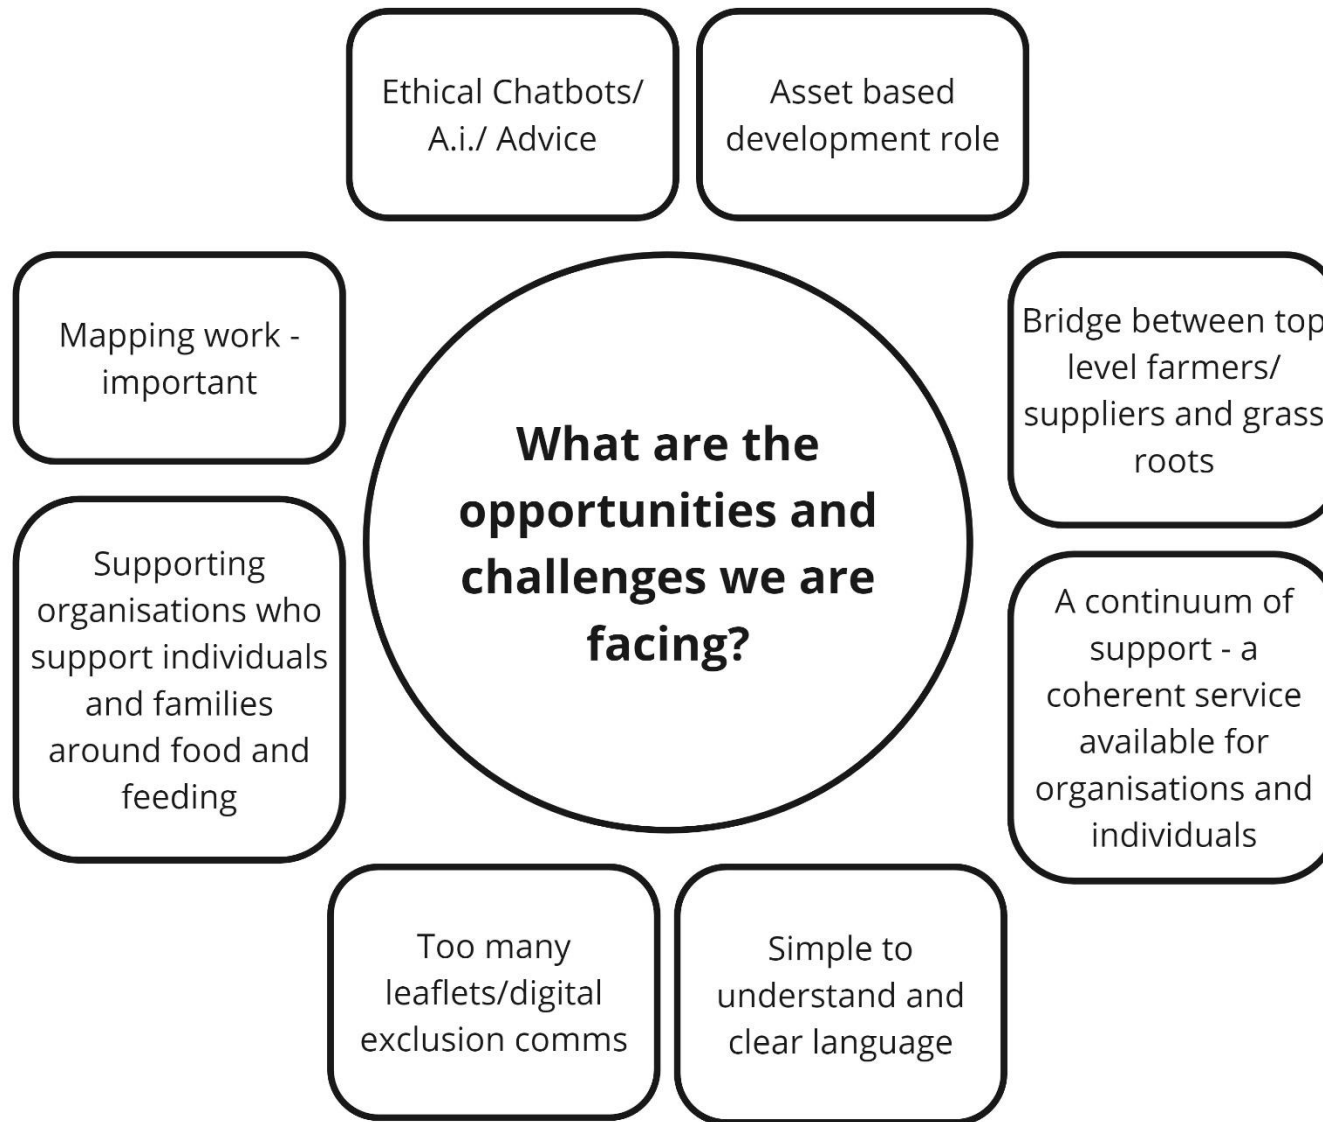 Ethical Chatbots/
A.i./ Advice
Asset based
development role
Mapping work -
important
Bridge between top
level farmers/
suppliers and grass
roots
What are the
opportunities and
challenges we are
facing?
Supporting
organisations who
support individuals
and families
around food and
feeding
A continuum of
support - a
coherent service
available for
organisations and
individuals
Too many
leaflets/digital
exclusion comms
Simple to
understand and
clear language